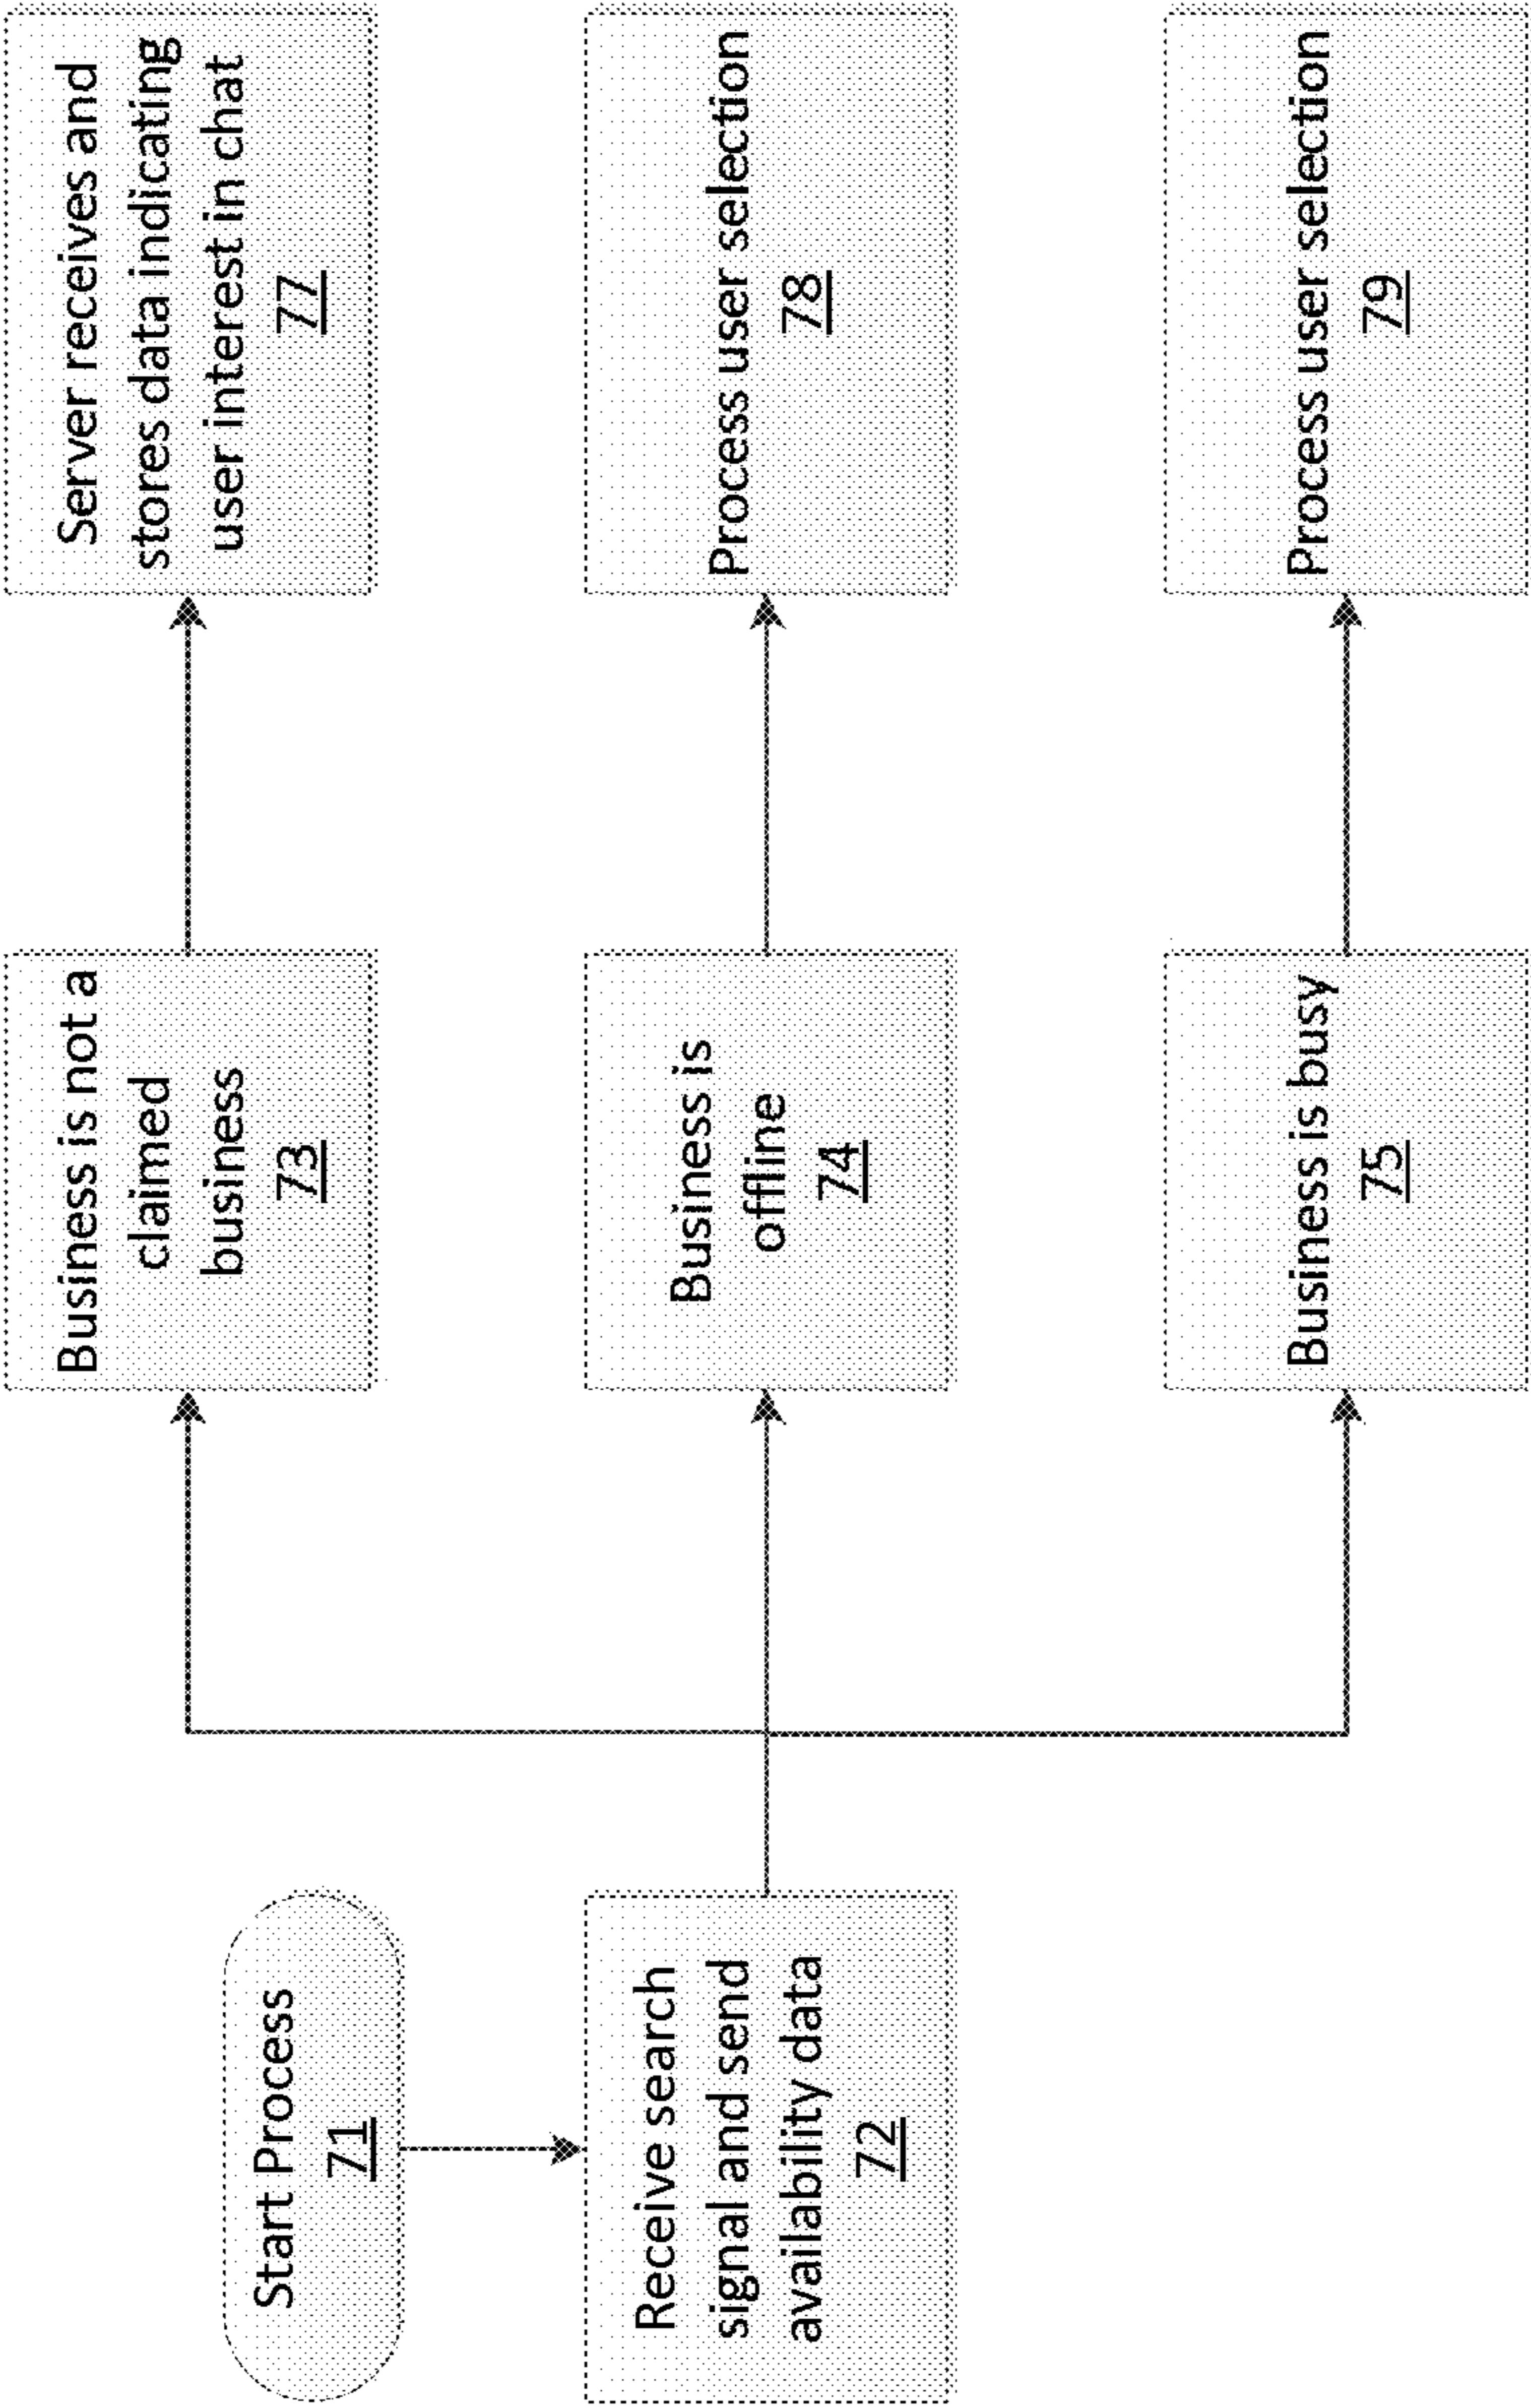 Start Process
71
Receive search
signal and send
availability data
72
Business is not a
claimed
business
73
Business is
offline
74
Business is busy
75
Server receives and
stores data indicating
user interest in chat
77
Process user selection
78
Process user selection
79